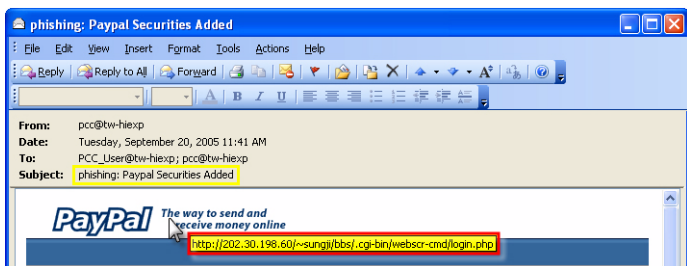 phishing: Paypal Securities Added
File Edit View Insert Format Tools Actions Help
Reply Reply to All Forward
A B I U
From: pcc@tw-hiexp
Date: Tuesday, September 20, 2005 11:41 AM
To: PCC_User@tw-hiexp; pcc@tw-hiexp
Subject: phishing: Paypal Securities Added
PayPal The way to send and
receive money online
http://202.30.198.60/~sungji/bbs/.cgi-bin/webscr-cmd/login.php